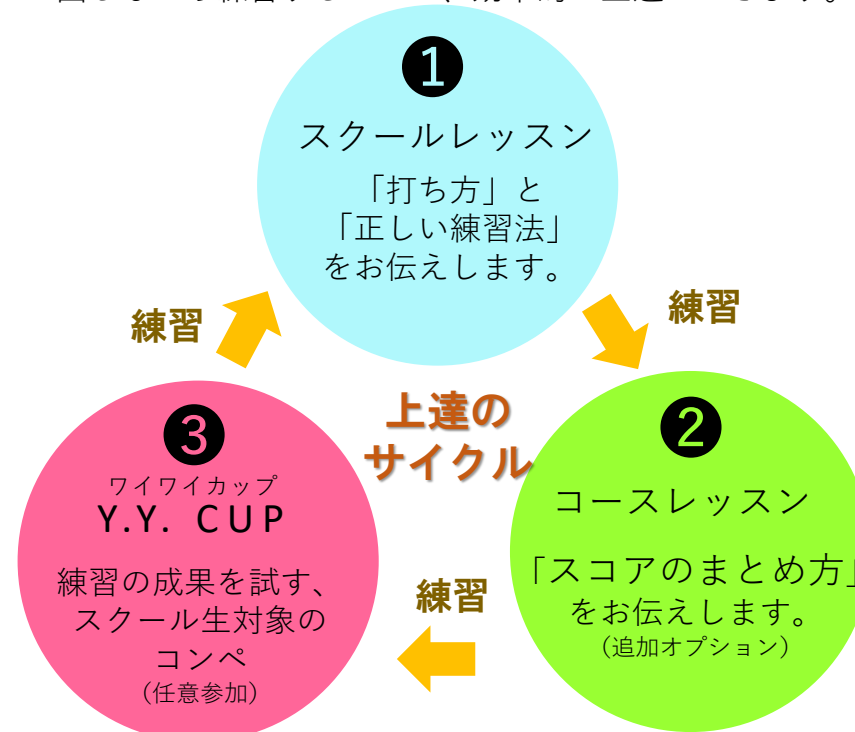 ❶
スクールレッスン
「打ち方」と
「正しい練習法」
をお伝えします。
練習
練習
上達の
サイクル
❷
コースレッスン
「スコアのまとめ方」
をお伝えします。
(追加オプション)
練習
❸
ワイワイカップ
Y.Y. CUP
練習の成果を試す、
スクール生対象の
コンペ
(任意参加)